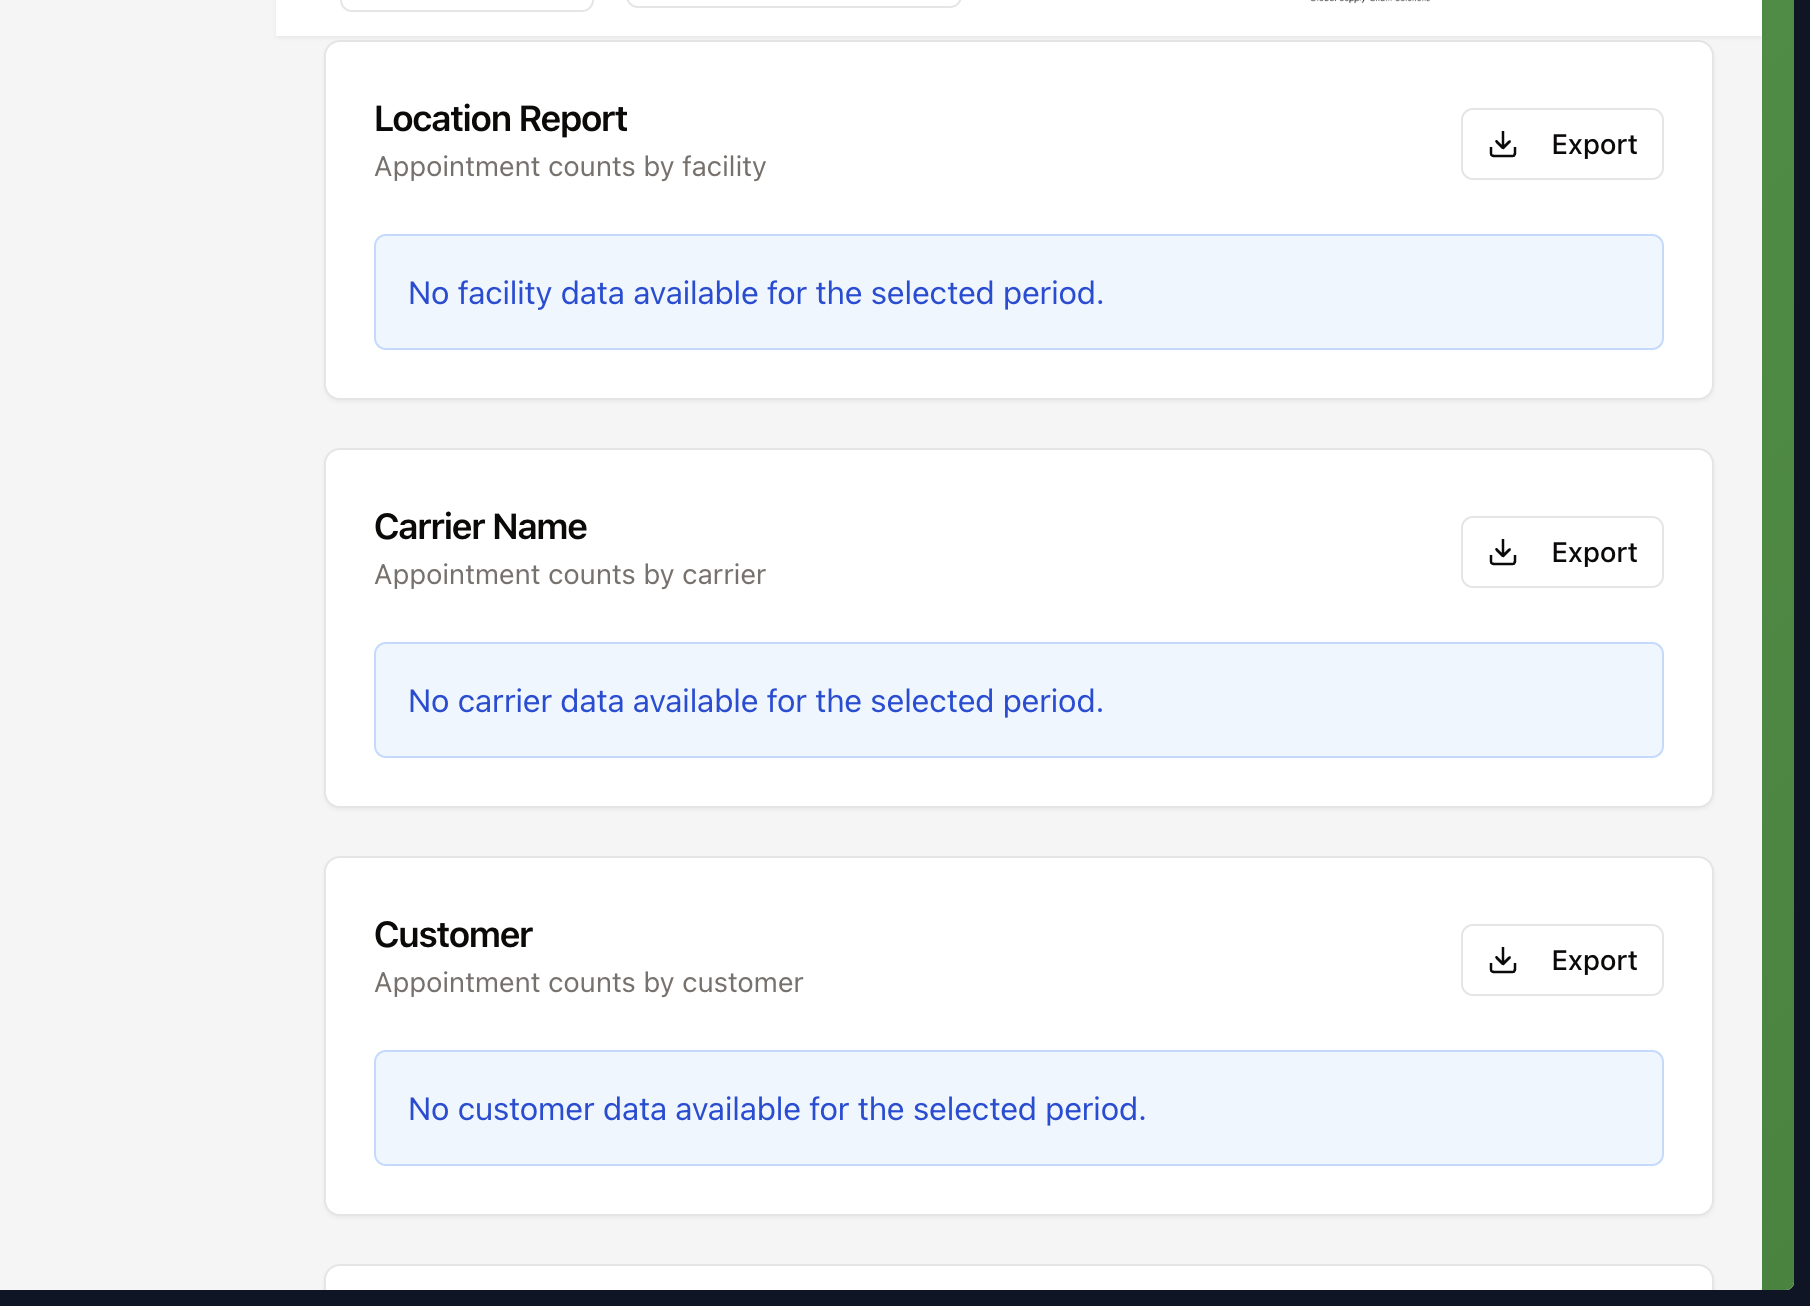 Location Report
Appointment counts by facility
Export
No facility data available for the selected period.
Carrier Name
Appointment counts by carrier
Export
No carrier data available for the selected period.
Customer
Appointment counts by customer
Export
No customer data available for the selected period.